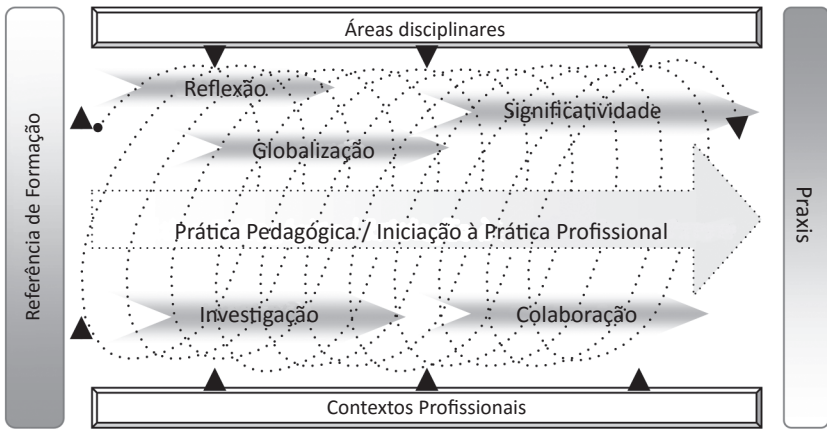 Áreas disciplinares
Referência de Formação
Reflexão
Significatividade
Globalização
Prática Pedagógica / Iniciação à Prática Profissional
Investigação
Colaboração
Praxis
Contextos Profissionais